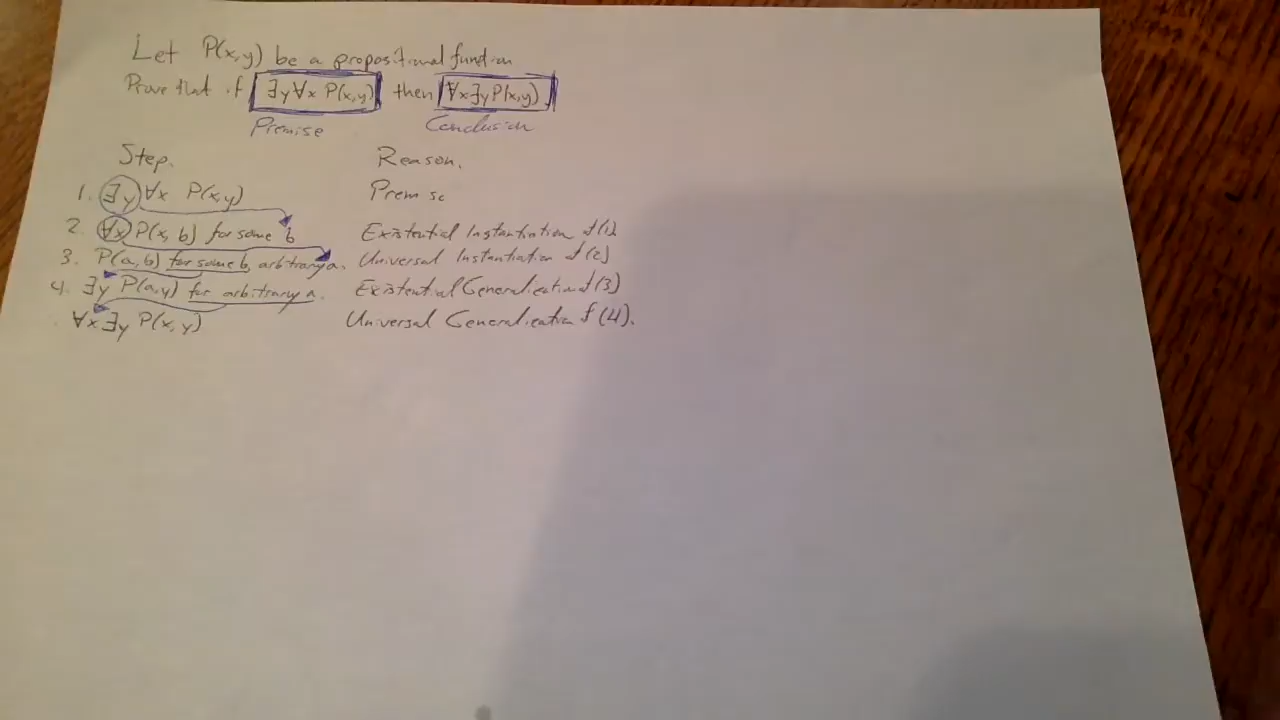 Let P(x,y) be a propositional function
Prove that if ∃y∀x P(x,y) then ∀x∃yP(x,y)
Premise Conclusion
Step. Reason.
1. ∃y ∀x P(x,y) Premise
2. ∀x P(x, b) for some b Existential Instantiation of (1)
3. P(a,b) for some b, arbitrary a. Universal Instantiation of (2)
4. ∃y P(a,y) for arbitrary a. Existential Generalization of (3)
∀x ∃y P(x,y) Universal Generalization of (4).